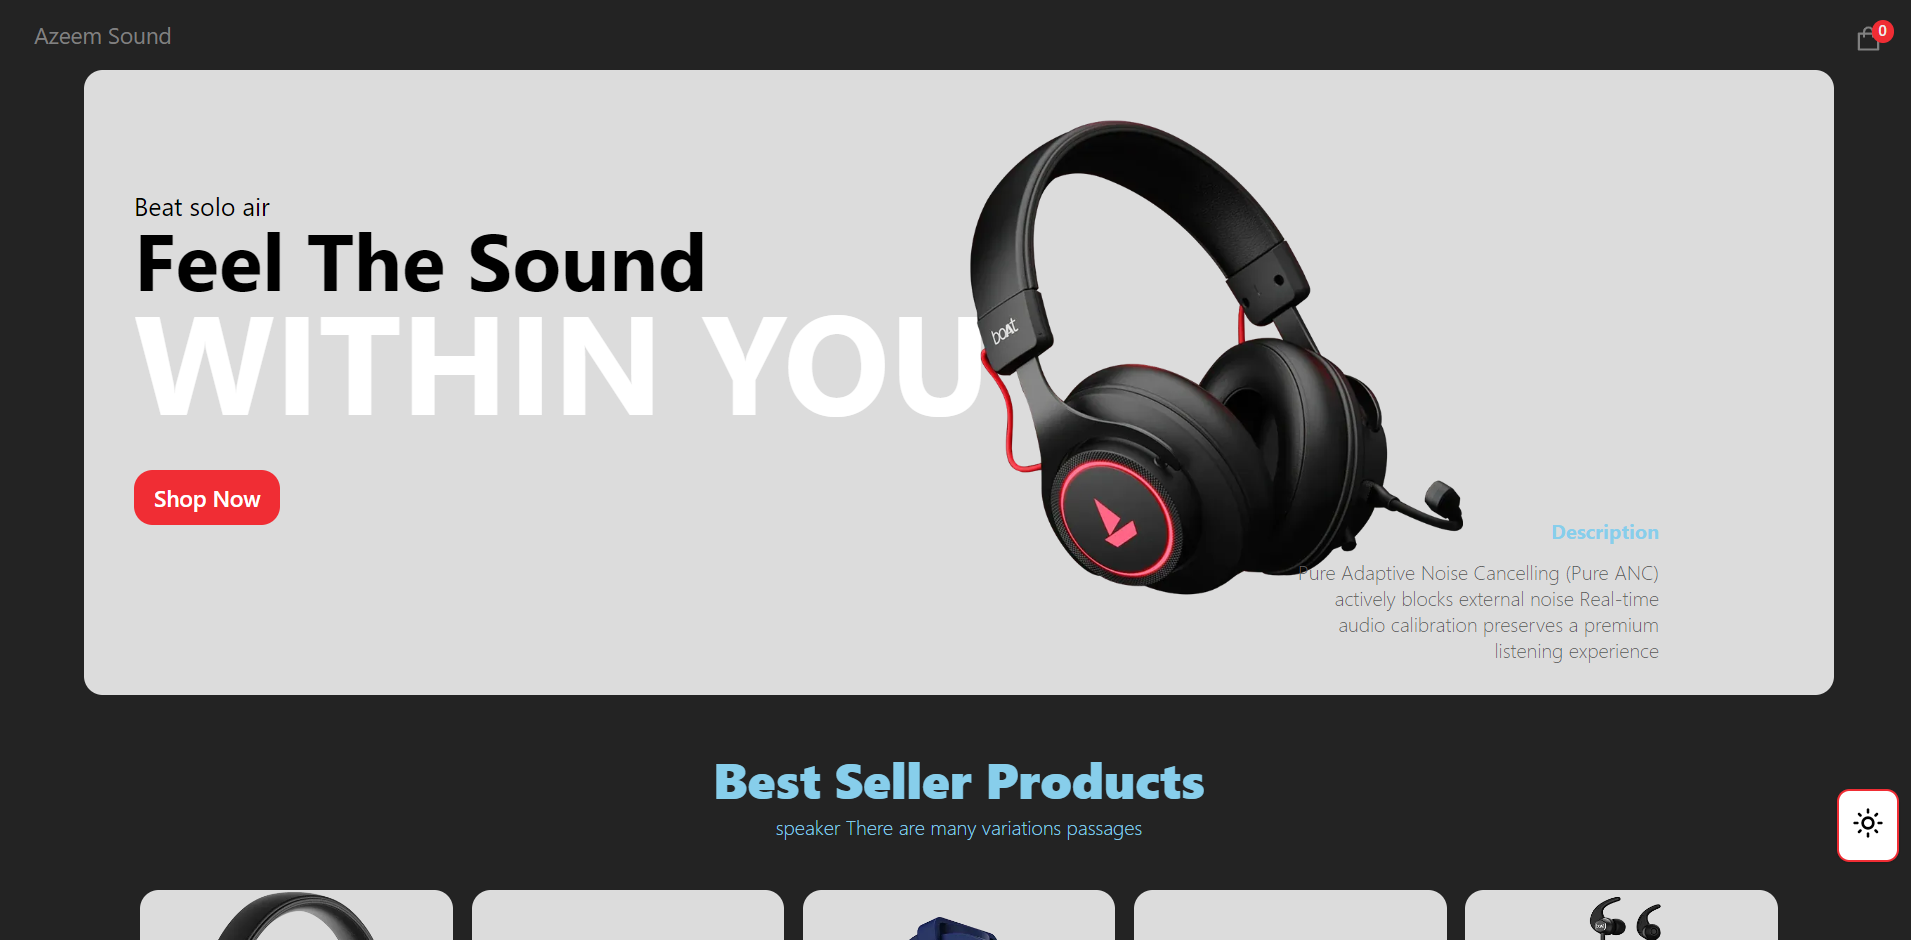 Azeem Sound
0
Beat solo air
Feel The Sound
WITHIN YOU
boAt
Shop Now
Description
Pure Adaptive Noise Cancelling (Pure ANC)
actively blocks external noise Real-time
audio calibration preserves a premium
listening experience
Best Seller Products
speaker There are many variations passages
boAt